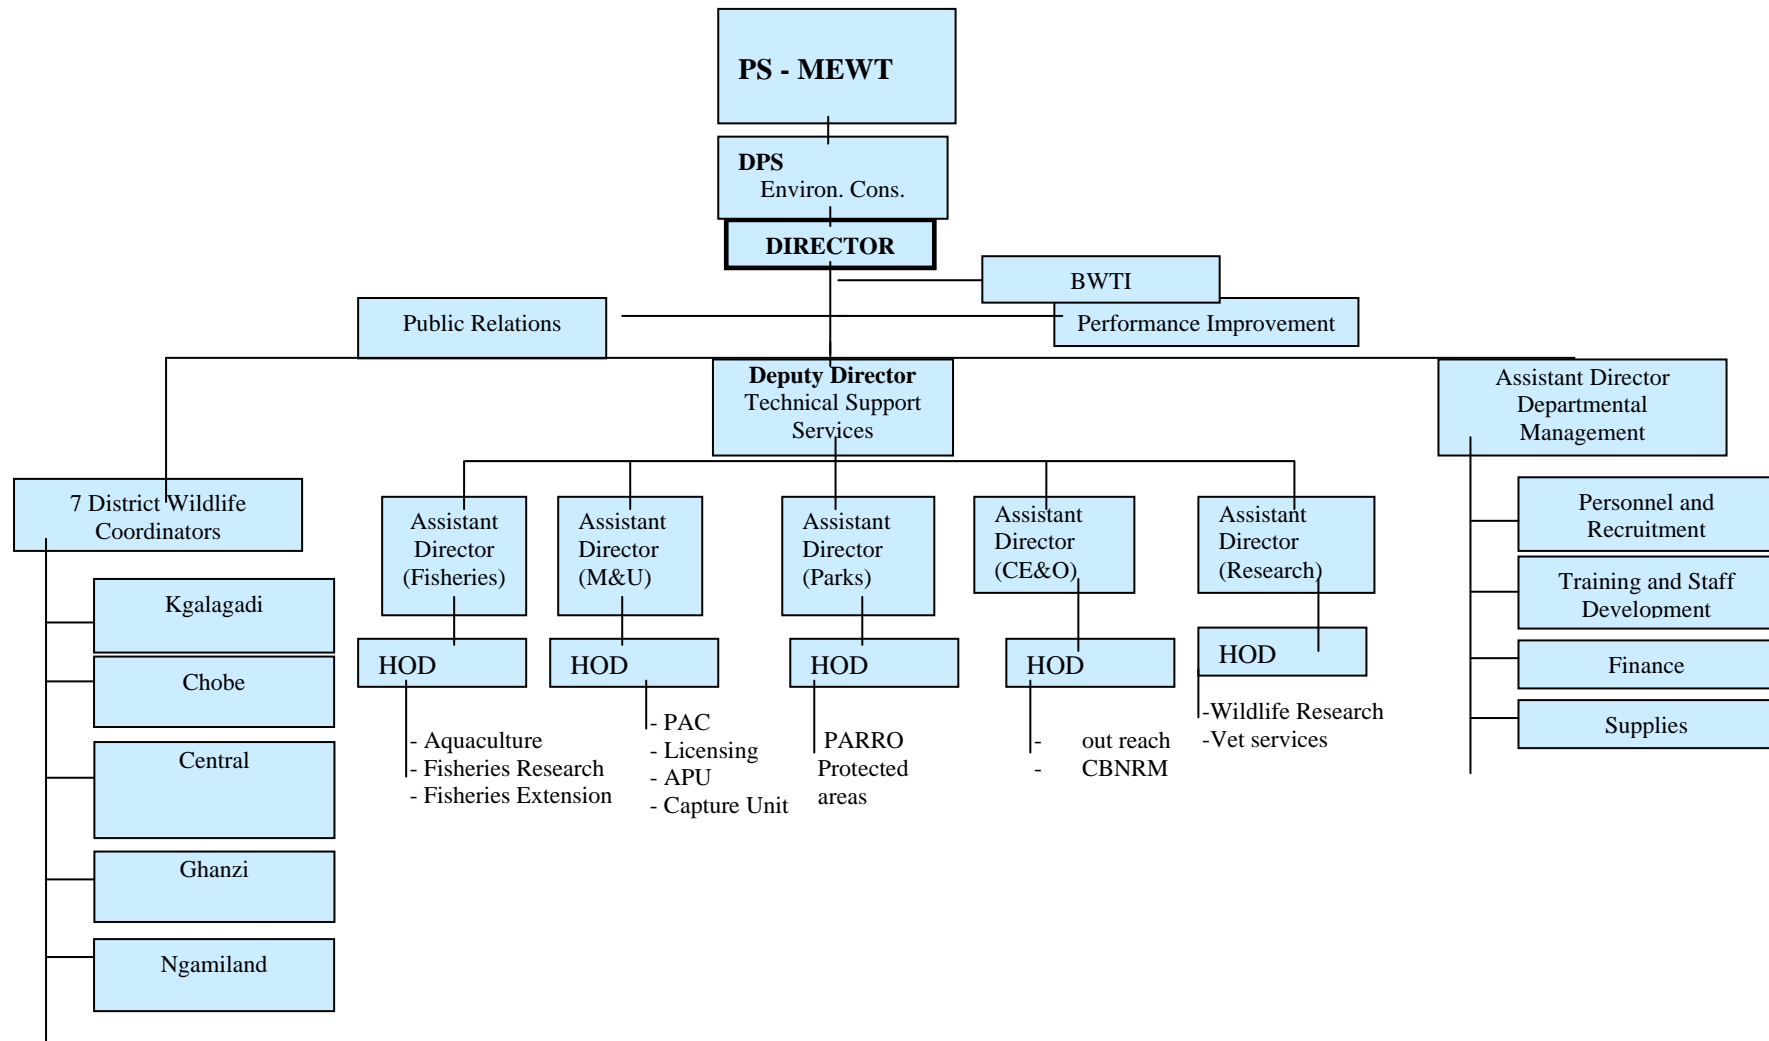 PS - MEWT
DPS
Environ. Cons.
DIRECTOR
BWTI
Public Relations
Performance Improvement
Deputy Director
Technical Support
Services
Assistant Director
Departmental
Management
7 District Wildlife
Coordinators
Kgalagadi
Chobe
Central
Ghanzi
Ngamiland
Assistant
Director
(Fisheries)
HOD
- Aquaculture
- Fisheries Research
- Fisheries Extension
Assistant
Director
(M&U)
HOD
- PAC
- Licensing
- APU
- Capture Unit
Assistant
Director
(Parks)
HOD
PARRO
Protected
areas
Assistant
Director
(CE&O)
HOD
- out reach
- CBNRM
Assistant
Director
(Research)
HOD
-Wildlife Research
-Vet services
Personnel and
Recruitment
Training and Staff
Development
Finance
Supplies